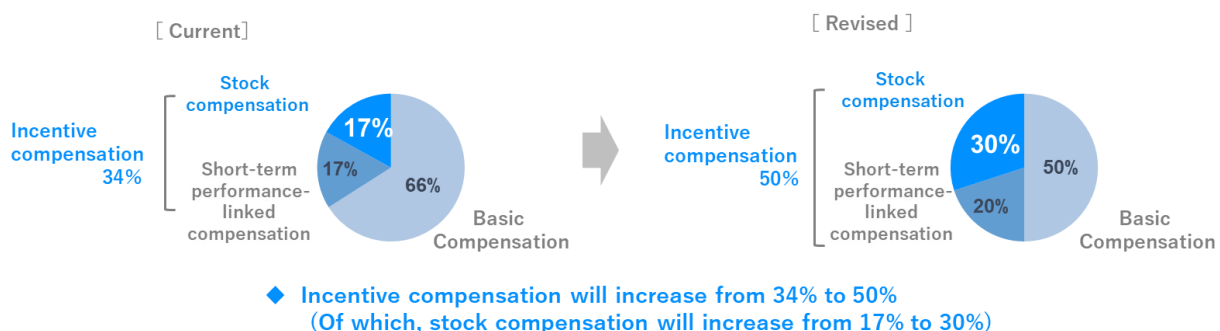 [ Current]
Stock
compensation
Incentive
compensation
34%
Short-term
performance-
linked
compensation
17%
17%
66%
Basic
Compensation
[ Revised ]
Stock
compensation
Incentive
compensation
50%
Short-term
performance-
linked
compensation
30%
20%
50%
Basic
Compensation
◆ Incentive compensation will increase from 34% to 50%
(Of which, stock compensation will increase from 17% to 30%)